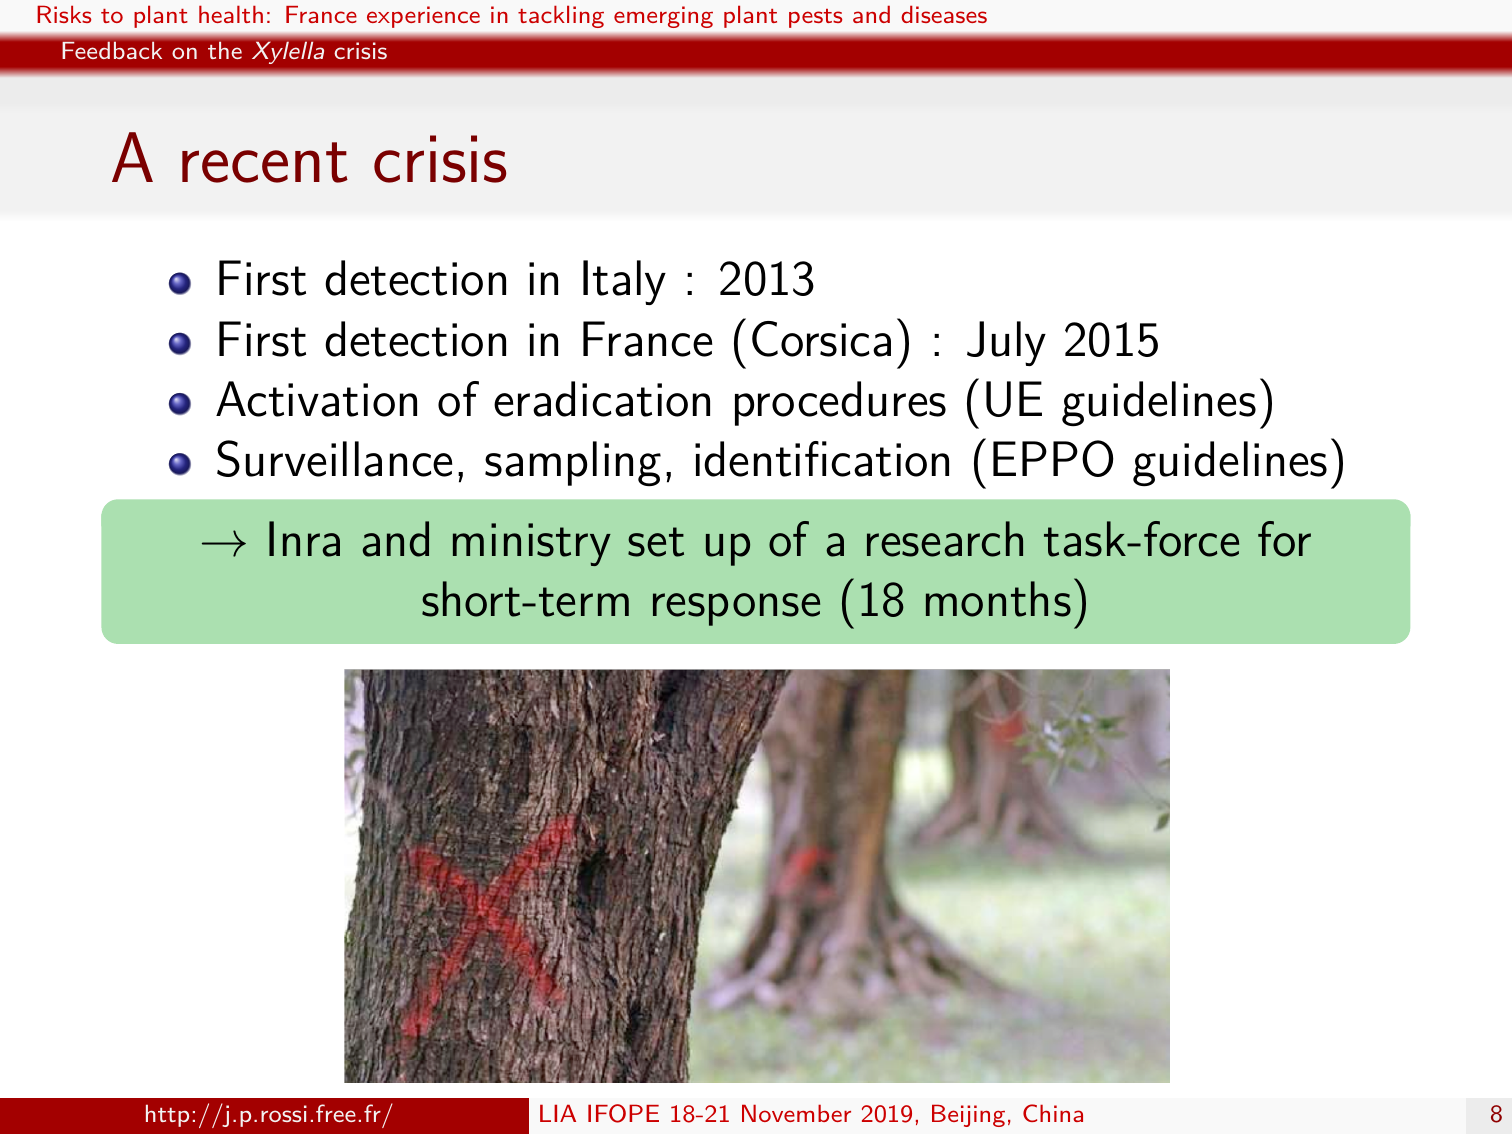 Risks to plant health: France experience in tackling emerging plant pests and diseases
Feedback on the Xylella crisis
A recent crisis
First detection in Italy : 2013
First detection in France (Corsica) : July 2015
Activation of eradication procedures (UE guidelines)
Surveillance, sampling, identification (EPPO guidelines)
→ Inra and ministry set up of a research task-force for
short-term response (18 months)
http://j.p.rossi.free.fr/
LIA IFOPE 18-21 November 2019, Beijing, China
8